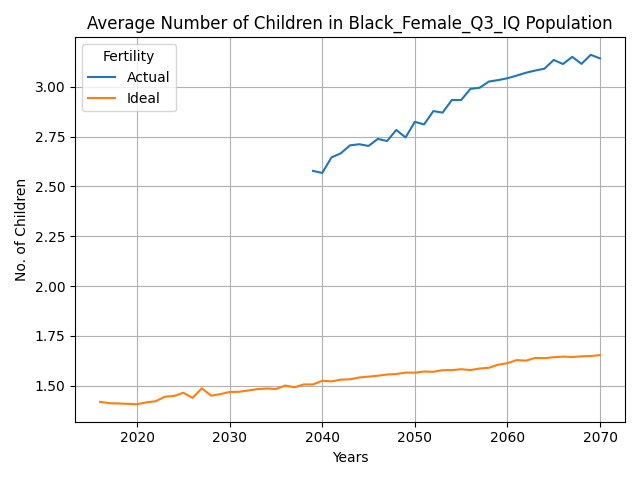 Average Number of Children in Black_Female_Q3_IQ Population
Fertility
Actual
Ideal
No. of Children
3.00
2.75
2.50
2.25
2.00
1.75
1.50
2020 2030 2040 2050 2060 2070
Years